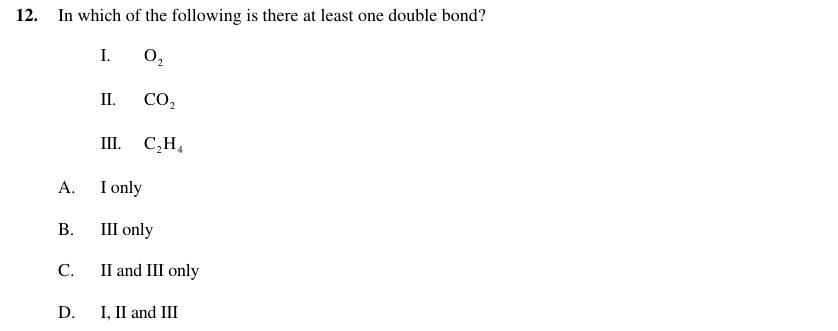 12. In which of the following is there at least one double bond?
I. O₂
II. CO₂
III. C₂H₄
A. I only
B. III only
C. II and III only
D. I, II and III